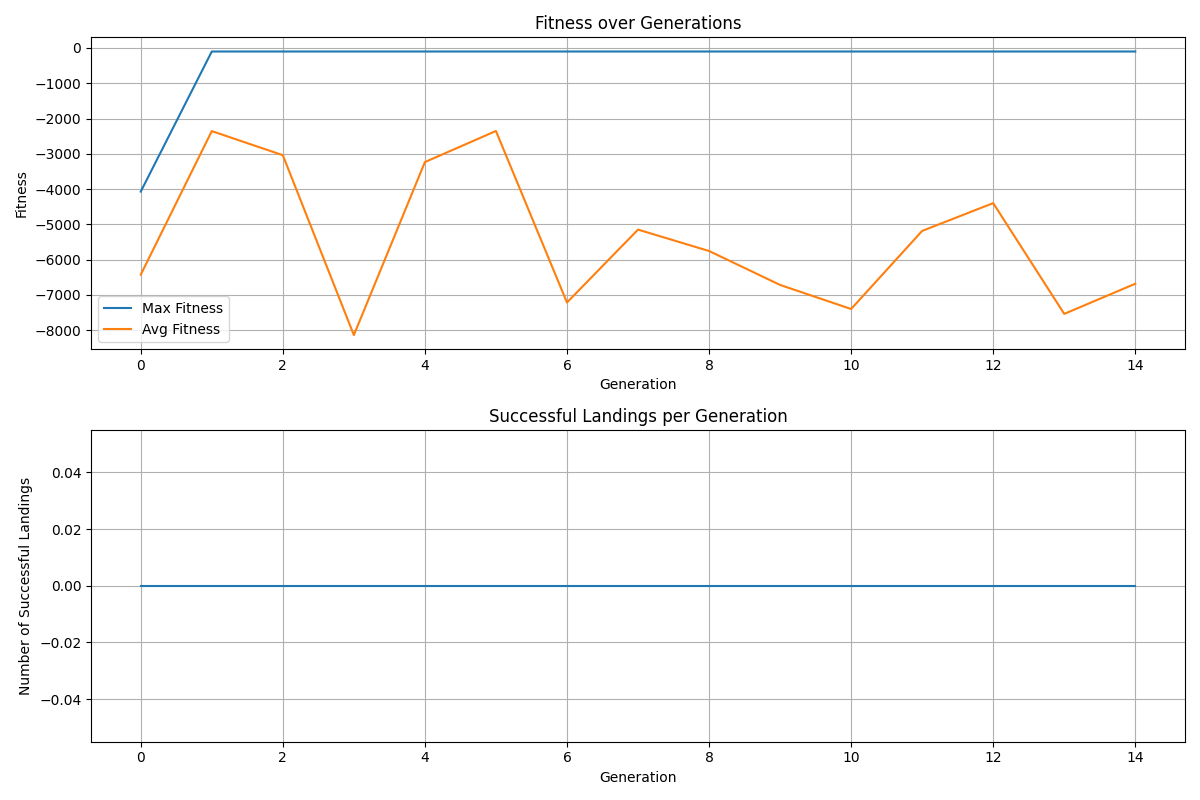 Fitness over Generations
Fitness
0
−1000
−2000
−3000
−4000
−5000
−6000
−7000
−8000
Max Fitness
Avg Fitness
0 2 4 6 8 10 12 14
Generation
Successful Landings per Generation
Number of Successful Landings
0.04
0.02
0.00
−0.02
−0.04
0 2 4 6 8 10 12 14
Generation